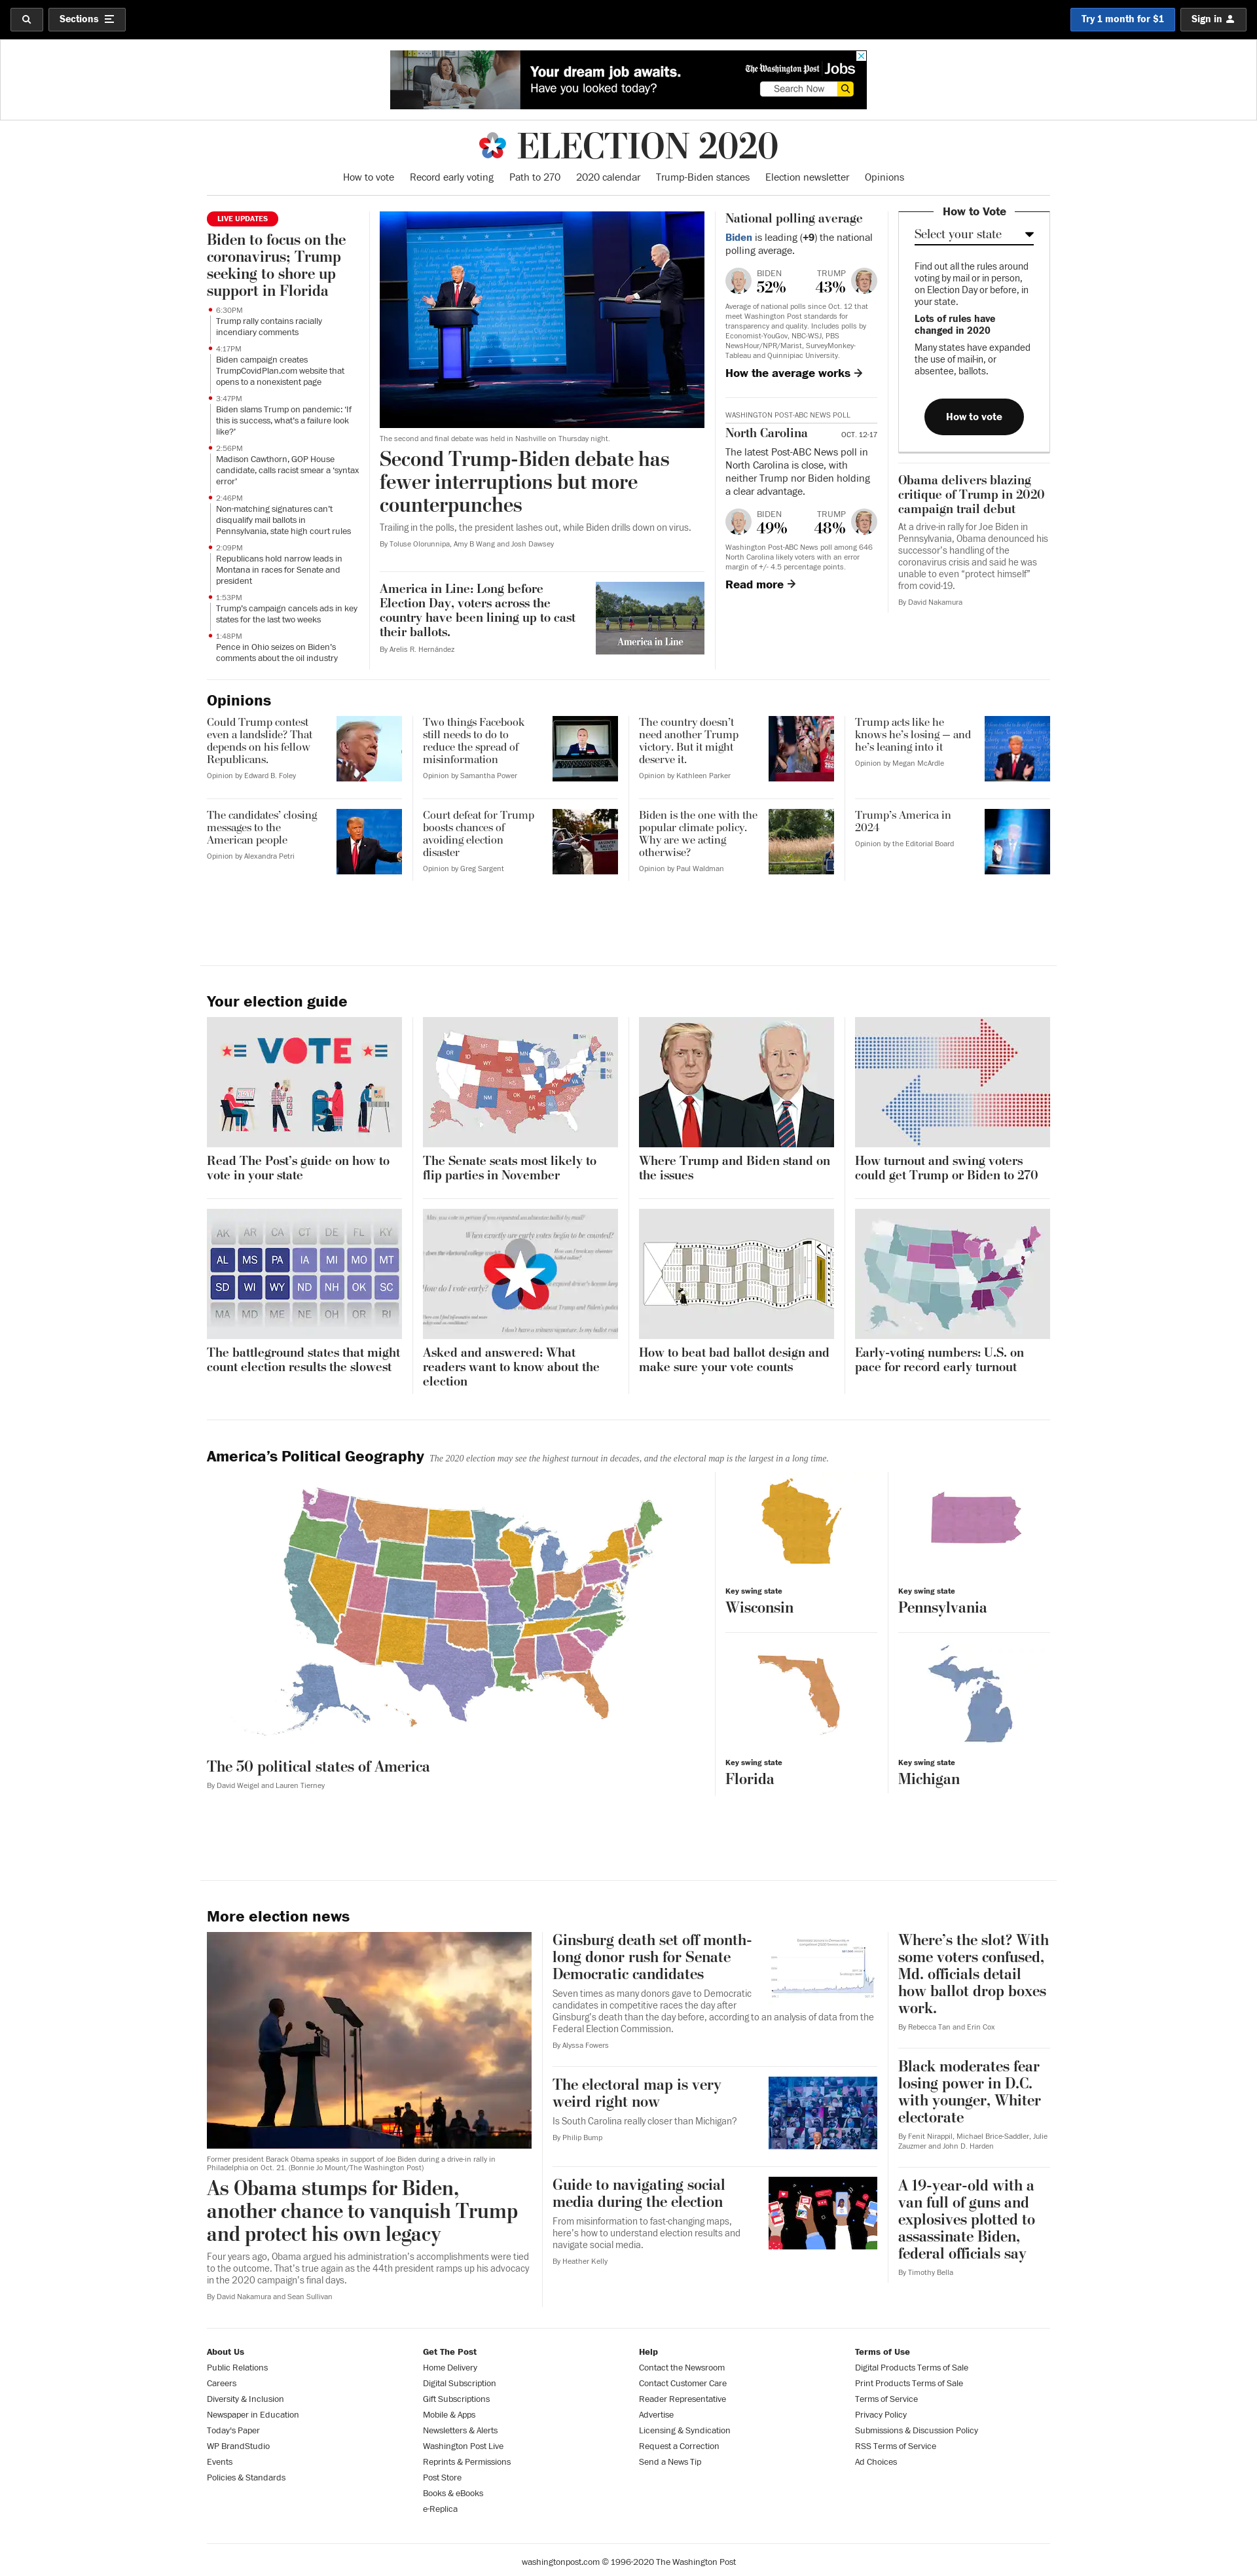 Sections
Try 1 month for $1
Sign in
Your dream job awaits.
Have you looked today?
The Washington Post Jobs
Search Now
ELECTION 2020
How to vote
Record early voting
Path to 270
2020 calendar
Trump-Biden stances
Election newsletter
Opinions
LIVE UPDATES
Biden to focus on the
coronavirus; Trump
seeking to shore up
support in Florida
6:30PM
Trump rally contains racially
incendiary comments
4:17PM
Biden campaign creates
TrumpCovidPlan.com website that
opens to a nonexistent page
3:47PM
Biden slams Trump on pandemic: 'If
this is success, what's a failure look
like?'
2:56PM
Madison Cawthorn, GOP House
candidate, calls racist smear a 'syntax
error'
2:46PM
Non-matching signatures can't
disqualify mail ballots in
Pennsylvania, state high court rules
2:09PM
Republicans hold narrow leads in
Montana in races for Senate and
president
1:53PM
Trump's campaign cancels ads in key
states for the last two weeks
1:48PM
Pence in Ohio seizes on Biden's
comments about the oil industry
The second and final debate was held in Nashville on Thursday night.
Second Trump-Biden debate has
fewer interruptions but more
counterpunches
Trailing in the polls, the president lashes out, while Biden drills down on virus.
By Toluse Olorunnipa, Amy B Wang and Josh Dawsey
America in Line: Long before
Election Day, voters across the
country have been lining up to cast
their ballots.
By Arelis R. Hernández
America in Line
National polling average
Biden is leading (+9) the national
polling average.
BIDEN
52%
TRUMP
43%
Average of national polls since Oct. 12 that
meet Washington Post standards for
transparency and quality. Includes polls by
Economist-YouGov, NBC-WSJ, PBS
NewsHour/NPR/Marist, SurveyMonkey-
Tableau and Quinnipiac University.
How the average works
WASHINGTON POST-ABC NEWS POLL
North Carolina
OCT. 12-17
The latest Post-ABC News poll in
North Carolina is close, with
neither Trump nor Biden holding
a clear advantage.
BIDEN
49%
TRUMP
48%
Washington Post-ABC News poll among 646
North Carolina likely voters with an error
margin of +/- 4.5 percentage points.
Read more
How to Vote
Select your state
Find out all the rules around
voting by mail or in person,
on Election Day or before, in
your state.
Lots of rules have
changed in 2020
Many states have expanded
the use of mail-in, or
absentee, ballots.
How to vote
Obama delivers blazing
critique of Trump in 2020
campaign trail debut
At a drive-in rally for Joe Biden in
Pennsylvania, Obama denounced his
successor's handling of the
coronavirus crisis and said he was
unable to even "protect himself"
from covid-19.
By David Nakamura
Opinions
Could Trump contest
even a landslide? That
depends on his fellow
Republicans.
Opinion by Edward B. Foley
Two things Facebook
still needs to do to
reduce the spread of
misinformation
Opinion by Samantha Power
The country doesn't
need another Trump
victory. But it might
deserve it.
Opinion by Kathleen Parker
Trump acts like he
knows he's losing — and
he's leaning into it
Opinion by Megan McArdle
The candidates' closing
messages to the
American people
Opinion by Alexandra Petri
Court defeat for Trump
boosts chances of
avoiding election
disaster
Opinion by Greg Sargent
Biden is the one with the
popular climate policy.
Why are we acting
otherwise?
Opinion by Paul Waldman
Trump's America in
2024
Opinion by the Editorial Board
Your election guide
VOTE
Read The Post's guide on how to
vote in your state
The Senate seats most likely to
flip parties in November
Where Trump and Biden stand on
the issues
How turnout and swing voters
could get Trump or Biden to 270
AK AR CA CT DE FL KY
AL MS PA IA MI MO MT
SD WI WY ND NH OK SC
MA MD ME NE OH OR RI
The battleground states that might
count election results the slowest
When exactly are early votes begin to be counted?
How do I vote early?
Asked and answered: What
readers want to know about the
election
How to beat bad ballot design and
make sure your vote counts
Early-voting numbers: U.S. on
pace for record early turnout
America's Political Geography
The 2020 election may see the highest turnout in decades, and the electoral map is the largest in a long time.
The 50 political states of America
By David Weigel and Lauren Tierney
Key swing state
Wisconsin
Key swing state
Pennsylvania
Key swing state
Florida
Key swing state
Michigan
More election news
Former president Barack Obama speaks in support of Joe Biden during a drive-in rally in
Philadelphia on Oct. 21. (Bonnie Jo Mount/The Washington Post)
As Obama stumps for Biden,
another chance to vanquish Trump
and protect his own legacy
Four years ago, Obama argued his administration's accomplishments were tied
to the outcome. That's true again as the 44th president ramps up his advocacy
in the 2020 campaign's final days.
By David Nakamura and Sean Sullivan
Ginsburg death set off month-
long donor rush for Senate
Democratic candidates
Seven times as many donors gave to Democratic
candidates in competitive races the day after
Ginsburg's death than the day before, according to an analysis of data from the
Federal Election Commission.
By Alyssa Fowers
The electoral map is very
weird right now
Is South Carolina really closer than Michigan?
By Philip Bump
Guide to navigating social
media during the election
From misinformation to fast-changing maps,
here's how to understand election results and
navigate social media.
By Heather Kelly
Where's the slot? With
some voters confused,
Md. officials detail
how ballot drop boxes
work.
By Rebecca Tan and Erin Cox
Black moderates fear
losing power in D.C.
with younger, Whiter
electorate
By Fenit Nirappil, Michael Brice-Saddler, Julie
Zauzmer and John D. Harden
A 19-year-old with a
van full of guns and
explosives plotted to
assassinate Biden,
federal officials say
By Timothy Bella
About Us
Public Relations
Careers
Diversity & Inclusion
Newspaper in Education
Today's Paper
WP BrandStudio
Events
Policies & Standards
Get The Post
Home Delivery
Digital Subscription
Gift Subscriptions
Mobile & Apps
Newsletters & Alerts
Washington Post Live
Reprints & Permissions
Post Store
Books & eBooks
e-Replica
Help
Contact the Newsroom
Contact Customer Care
Reader Representative
Advertise
Licensing & Syndication
Request a Correction
Send a News Tip
Terms of Use
Digital Products Terms of Sale
Print Products Terms of Sale
Terms of Service
Privacy Policy
Submissions & Discussion Policy
RSS Terms of Service
Ad Choices
washingtonpost.com © 1996-2020 The Washington Post